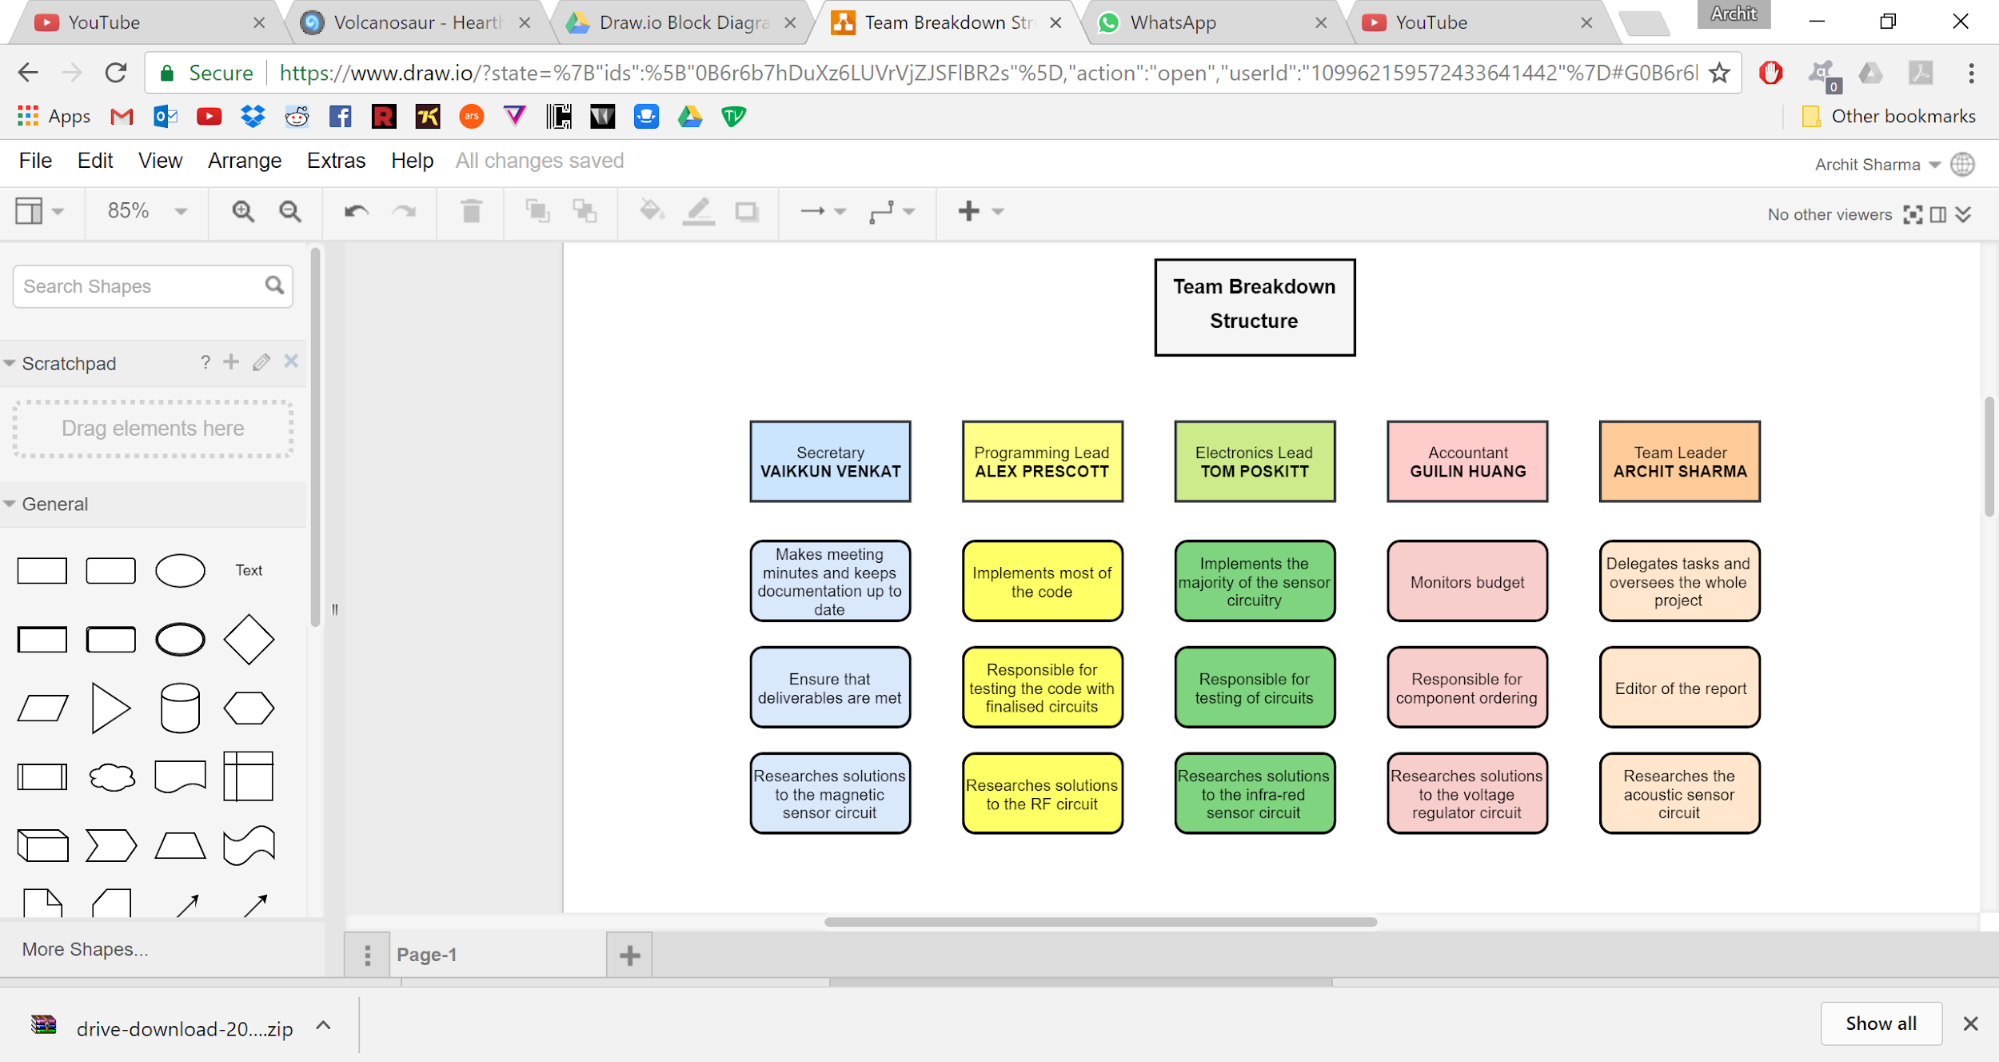 YouTube
Volcanosaur - Hearth
Draw.io Block Diagra
Team Breakdown Str
WhatsApp
YouTube
Archit
Secure
https://www.draw.io/?state=%7B"ids":%5B"0B6r6b7hDuXz6LUVrVjZJSFlBR2s"%5D,"action":"open","userId":"109962159572433641442"%7D#G0B6r6l
0
Apps
ars
Other bookmarks
File Edit View Arrange Extras Help All changes saved
Archit Sharma
85%
No other viewers
Search Shapes
Scratchpad
?
Drag elements here
General
Text
More Shapes...
Team Breakdown
Structure
Secretary
VAIKKUN VENKAT
Programming Lead
ALEX PRESCOTT
Electronics Lead
TOM POSKITT
Accountant
GUILIN HUANG
Team Leader
ARCHIT SHARMA
Makes meeting
minutes and keeps
documentation up to
date
Implements most of
the code
Implements the
majority of the sensor
circuitry
Monitors budget
Delegates tasks and
oversees the whole
project
Ensure that
deliverables are met
Responsible for
testing the code with
finalised circuits
Responsible for
testing of circuits
Responsible for
component ordering
Editor of the report
Researches solutions
to the magnetic
sensor circuit
Researches solutions
to the RF circuit
Researches solutions
to the infra-red
sensor circuit
Researches solutions
to the voltage
regulator circuit
Researches the
acoustic sensor
circuit
Page-1
drive-download-20....zip
Show all